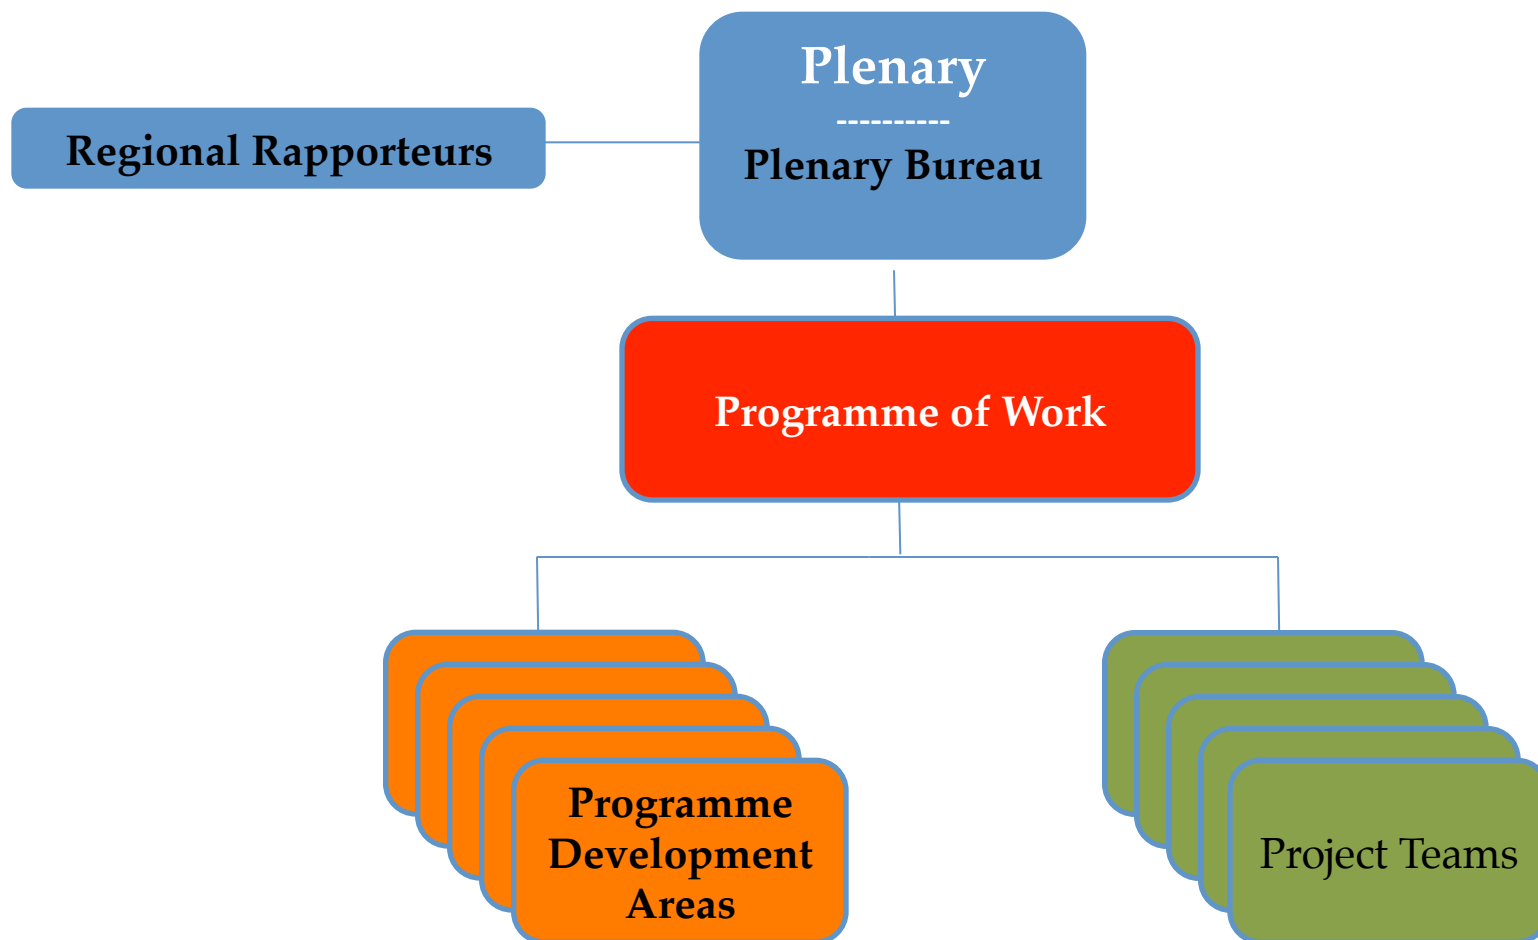 Plenary
----------
Plenary Bureau
Regional Rapporteurs
Programme of Work
Programme
Development
Areas
Project Teams